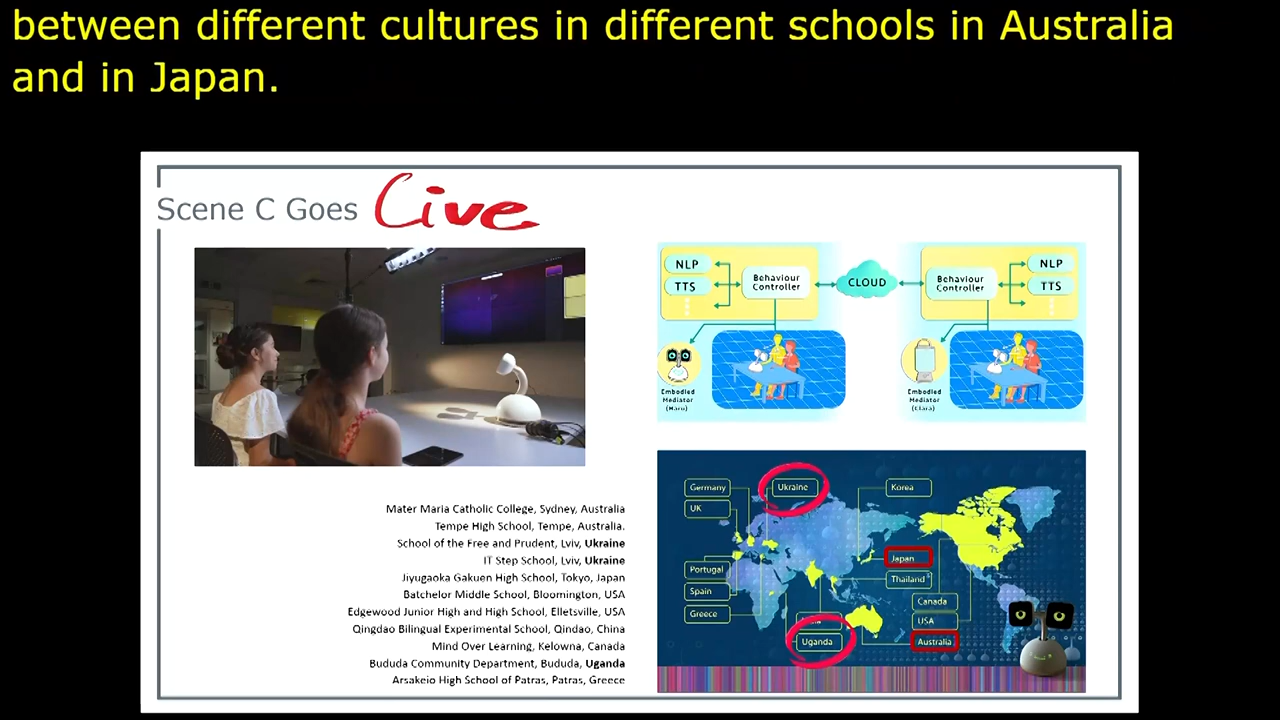 between different cultures in different schools in Australia
and in Japan.
Scene C Goes Live
NLP
TTS
Behaviour
Controller
CLOUD
Behaviour
Controller
NLP
TTS
Embodied
Mediator
(Haru)
Embodied
Mediator
(Clara)
Mater Maria Catholic College, Sydney, Australia
Tempe High School, Tempe, Australia.
School of the Free and Prudent, Lviv, Ukraine
IT Step School, Lviv, Ukraine
Jiyugaoka Gakuen High School, Tokyo, Japan
Batchelor Middle School, Bloomington, USA
Edgewood Junior High and High School, Elletsville, USA
Qingdao Bilingual Experimental School, Qindao, China
Mind Over Learning, Kelowna, Canada
Bududa Community Department, Bududa, Uganda
Arsakeio High School of Patras, Patras, Greece
Germany
UK
Ukraine
Korea
Portugal
Spain
Greece
Japan
Thailand
Canada
USA
Uganda
Australia